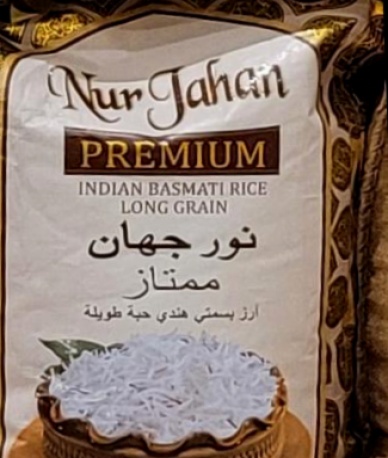 Nur Jahan
PREMIUM
INDIAN BASMATI RICE
LONG GRAIN
نور جهان
ممتاز
أرز بسمتي هندي حبة طويلة